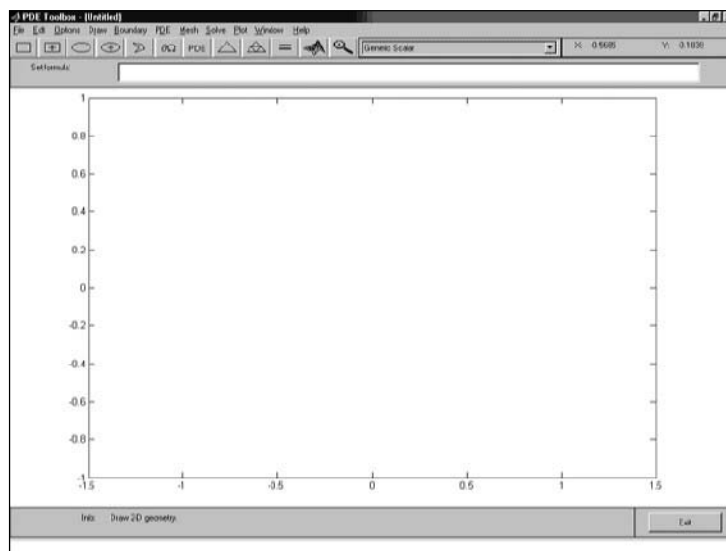 PDE Toolbox - [Untitled]
File Edit Options Draw Boundary PDE Mesh Solve Plot Window Help
∂Ω PDE Generic Scalar X: 0.5685 Y: 0.1838
Set formula:
1
0.8
0.6
0.4
0.2
0
-0.2
-0.4
-0.6
-0.8
-1
-1.5 -1 -0.5 0 0.5 1 1.5
Info: Draw 2D geometry. Exit